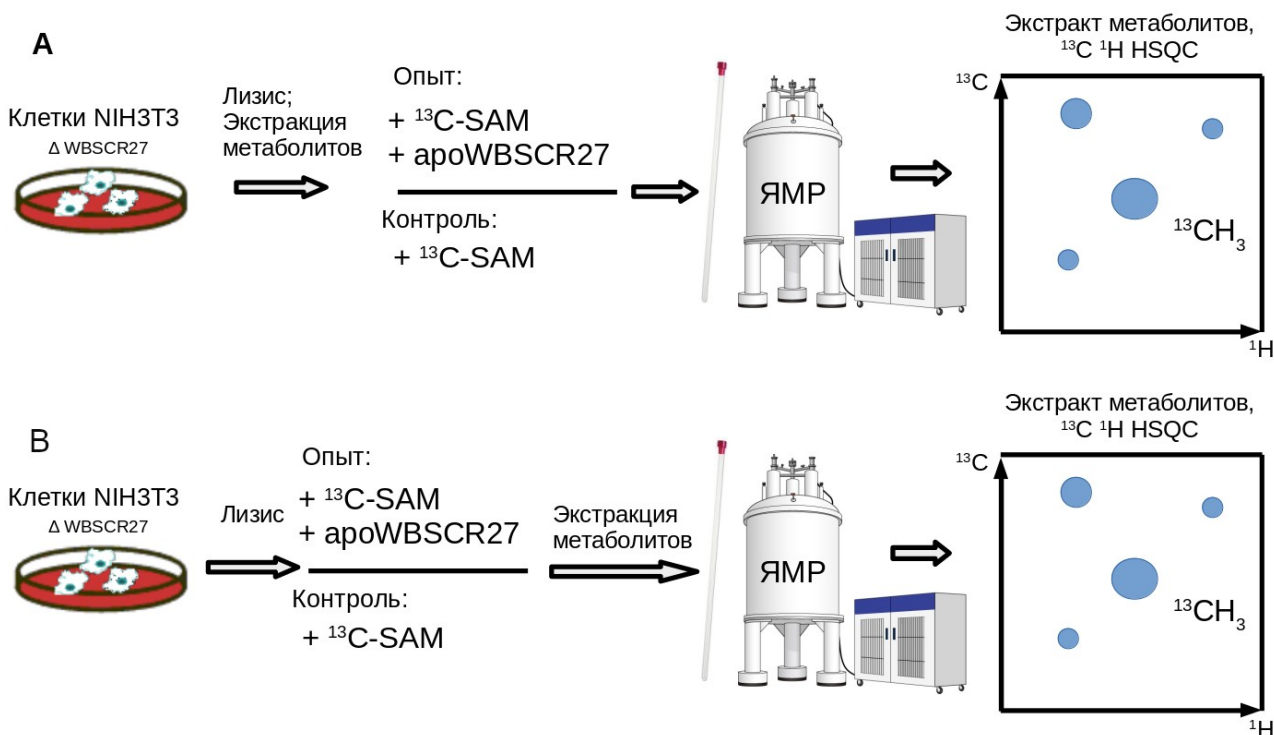 A
Клетки NIH3T3
Δ WBSCR27
Лизис;
Экстракция
метаболитов
Опыт:
+ ¹³C-SAM
+ apoWBSCR27
Контроль:
+ ¹³C-SAM
ЯМР
Экстракт метаболитов,
¹³C ¹H HSQC
¹³C
¹³CH₃
¹H
B
Клетки NIH3T3
Δ WBSCR27
Лизис
Опыт:
+ ¹³C-SAM
+ apoWBSCR27
Контроль:
+ ¹³C-SAM
Экстракция
метаболитов
ЯМР
Экстракт метаболитов,
¹³C ¹H HSQC
¹³C
¹³CH₃
¹H